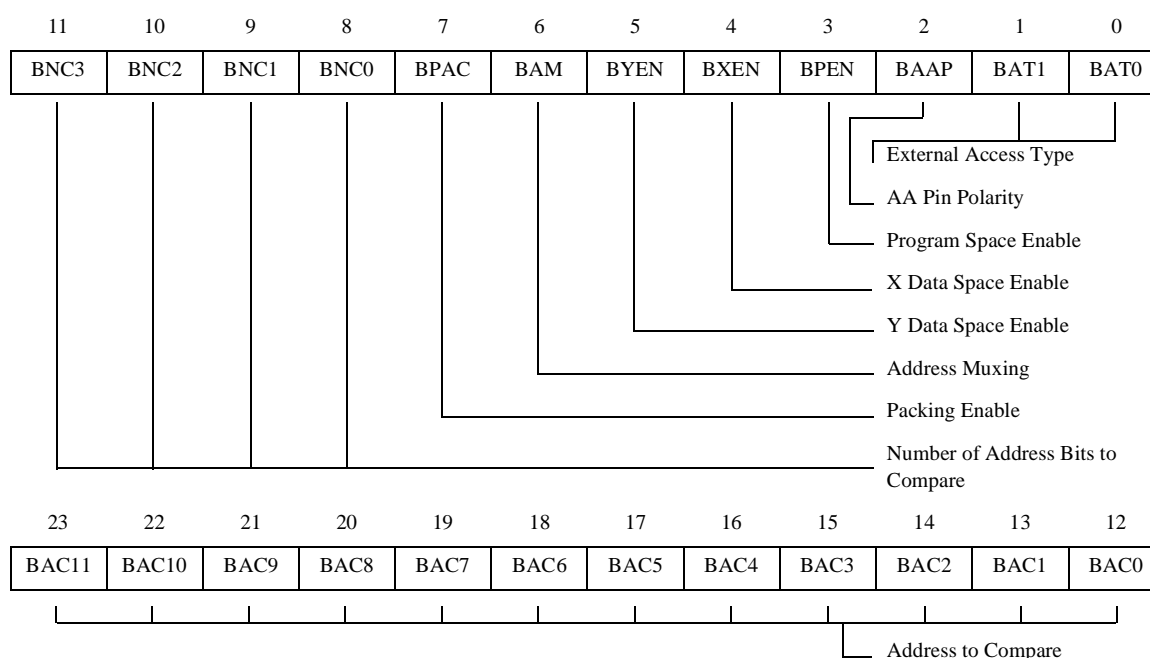 11 10 9 8 7 6 5 4 3 2 1 0
BNC3 BNC2 BNC1 BNC0 BPAC BAM BYEN BXEN BPEN BAAP BAT1 BAT0
External Access Type
AA Pin Polarity
Program Space Enable
X Data Space Enable
Y Data Space Enable
Address Muxing
Packing Enable
Number of Address Bits to
Compare
23 22 21 20 19 18 17 16 15 14 13 12
BAC11 BAC10 BAC9 BAC8 BAC7 BAC6 BAC5 BAC4 BAC3 BAC2 BAC1 BAC0
Address to Compare